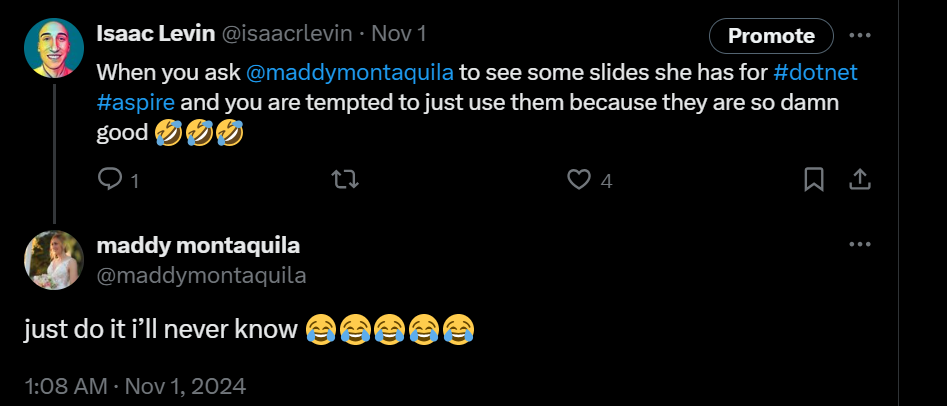 Isaac Levin @isaacrlevin · Nov 1 Promote ···
When you ask @maddymontaquila to see some slides she has for #dotnet
#aspire and you are tempted to just use them because they are so damn
good 🤣🤣🤣
1 4
maddy montaquila ···
@maddymontaquila
just do it i’ll never know 😂😂😂😂😂
1:08 AM · Nov 1, 2024